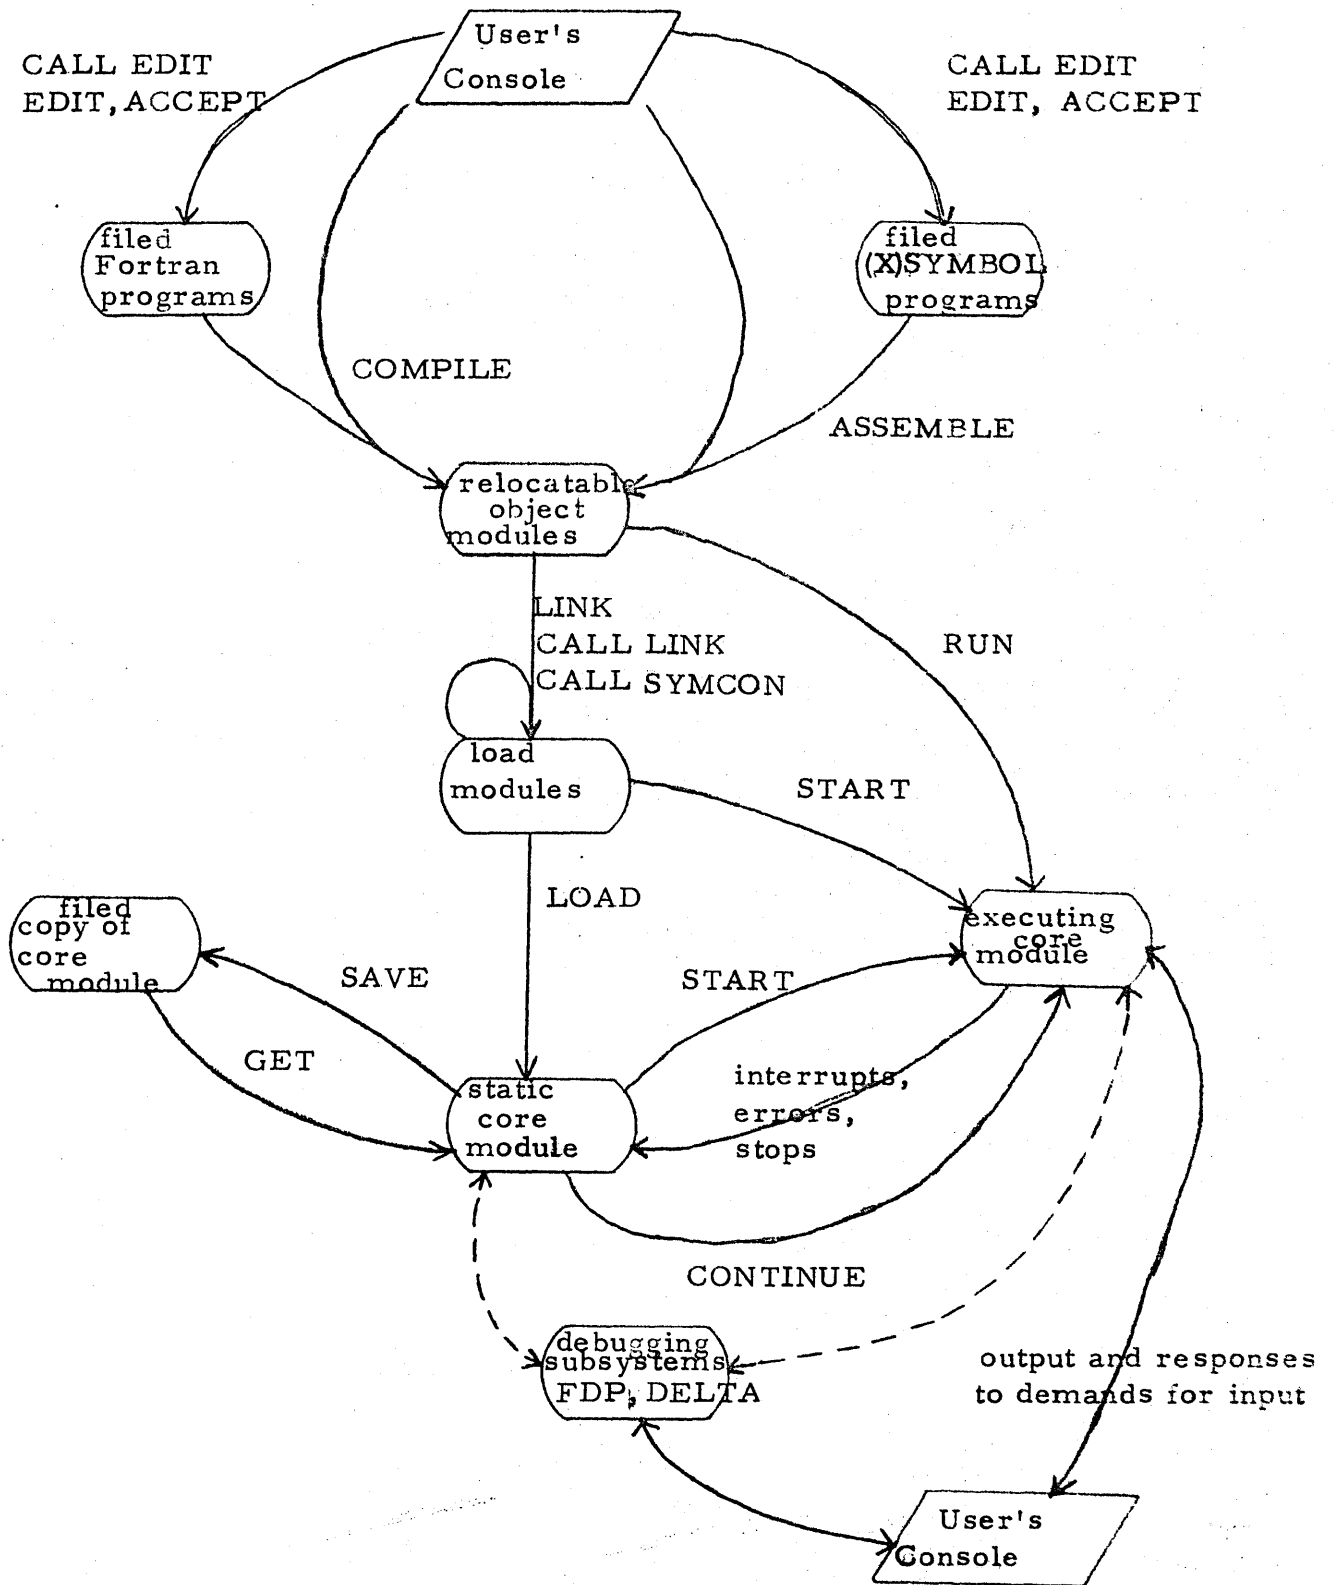 User's
Console
CALL EDIT
EDIT, ACCEPT
CALL EDIT
EDIT, ACCEPT
filed
Fortran
programs
filed
(X)SYMBOL
programs
COMPILE
ASSEMBLE
relocatable
object
modules
LINK
CALL LINK
CALL SYMCON
RUN
load
modules
START
LOAD
filed
copy of
core
module
executing
core
module
SAVE
START
GET
static
core
module
interrupts,
errors,
stops
CONTINUE
debugging
subsystems
FDP, DELTA
output and responses
to demands for input
User's
Console